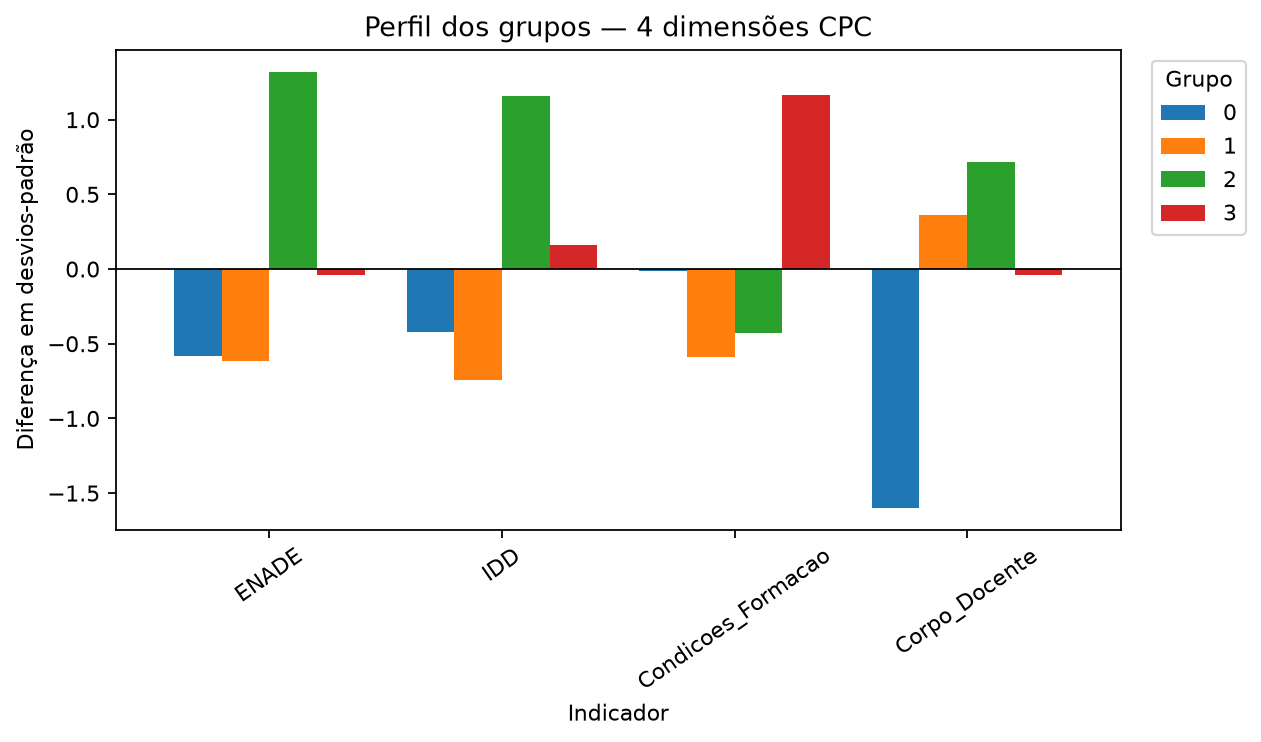 Perfil dos grupos — 4 dimensões CPC
Diferença em desvios-padrão
1.0
0.5
0.0
−0.5
−1.0
−1.5
ENADE
IDD
Condicoes_Formacao
Corpo_Docente
Indicador
Grupo
0
1
2
3